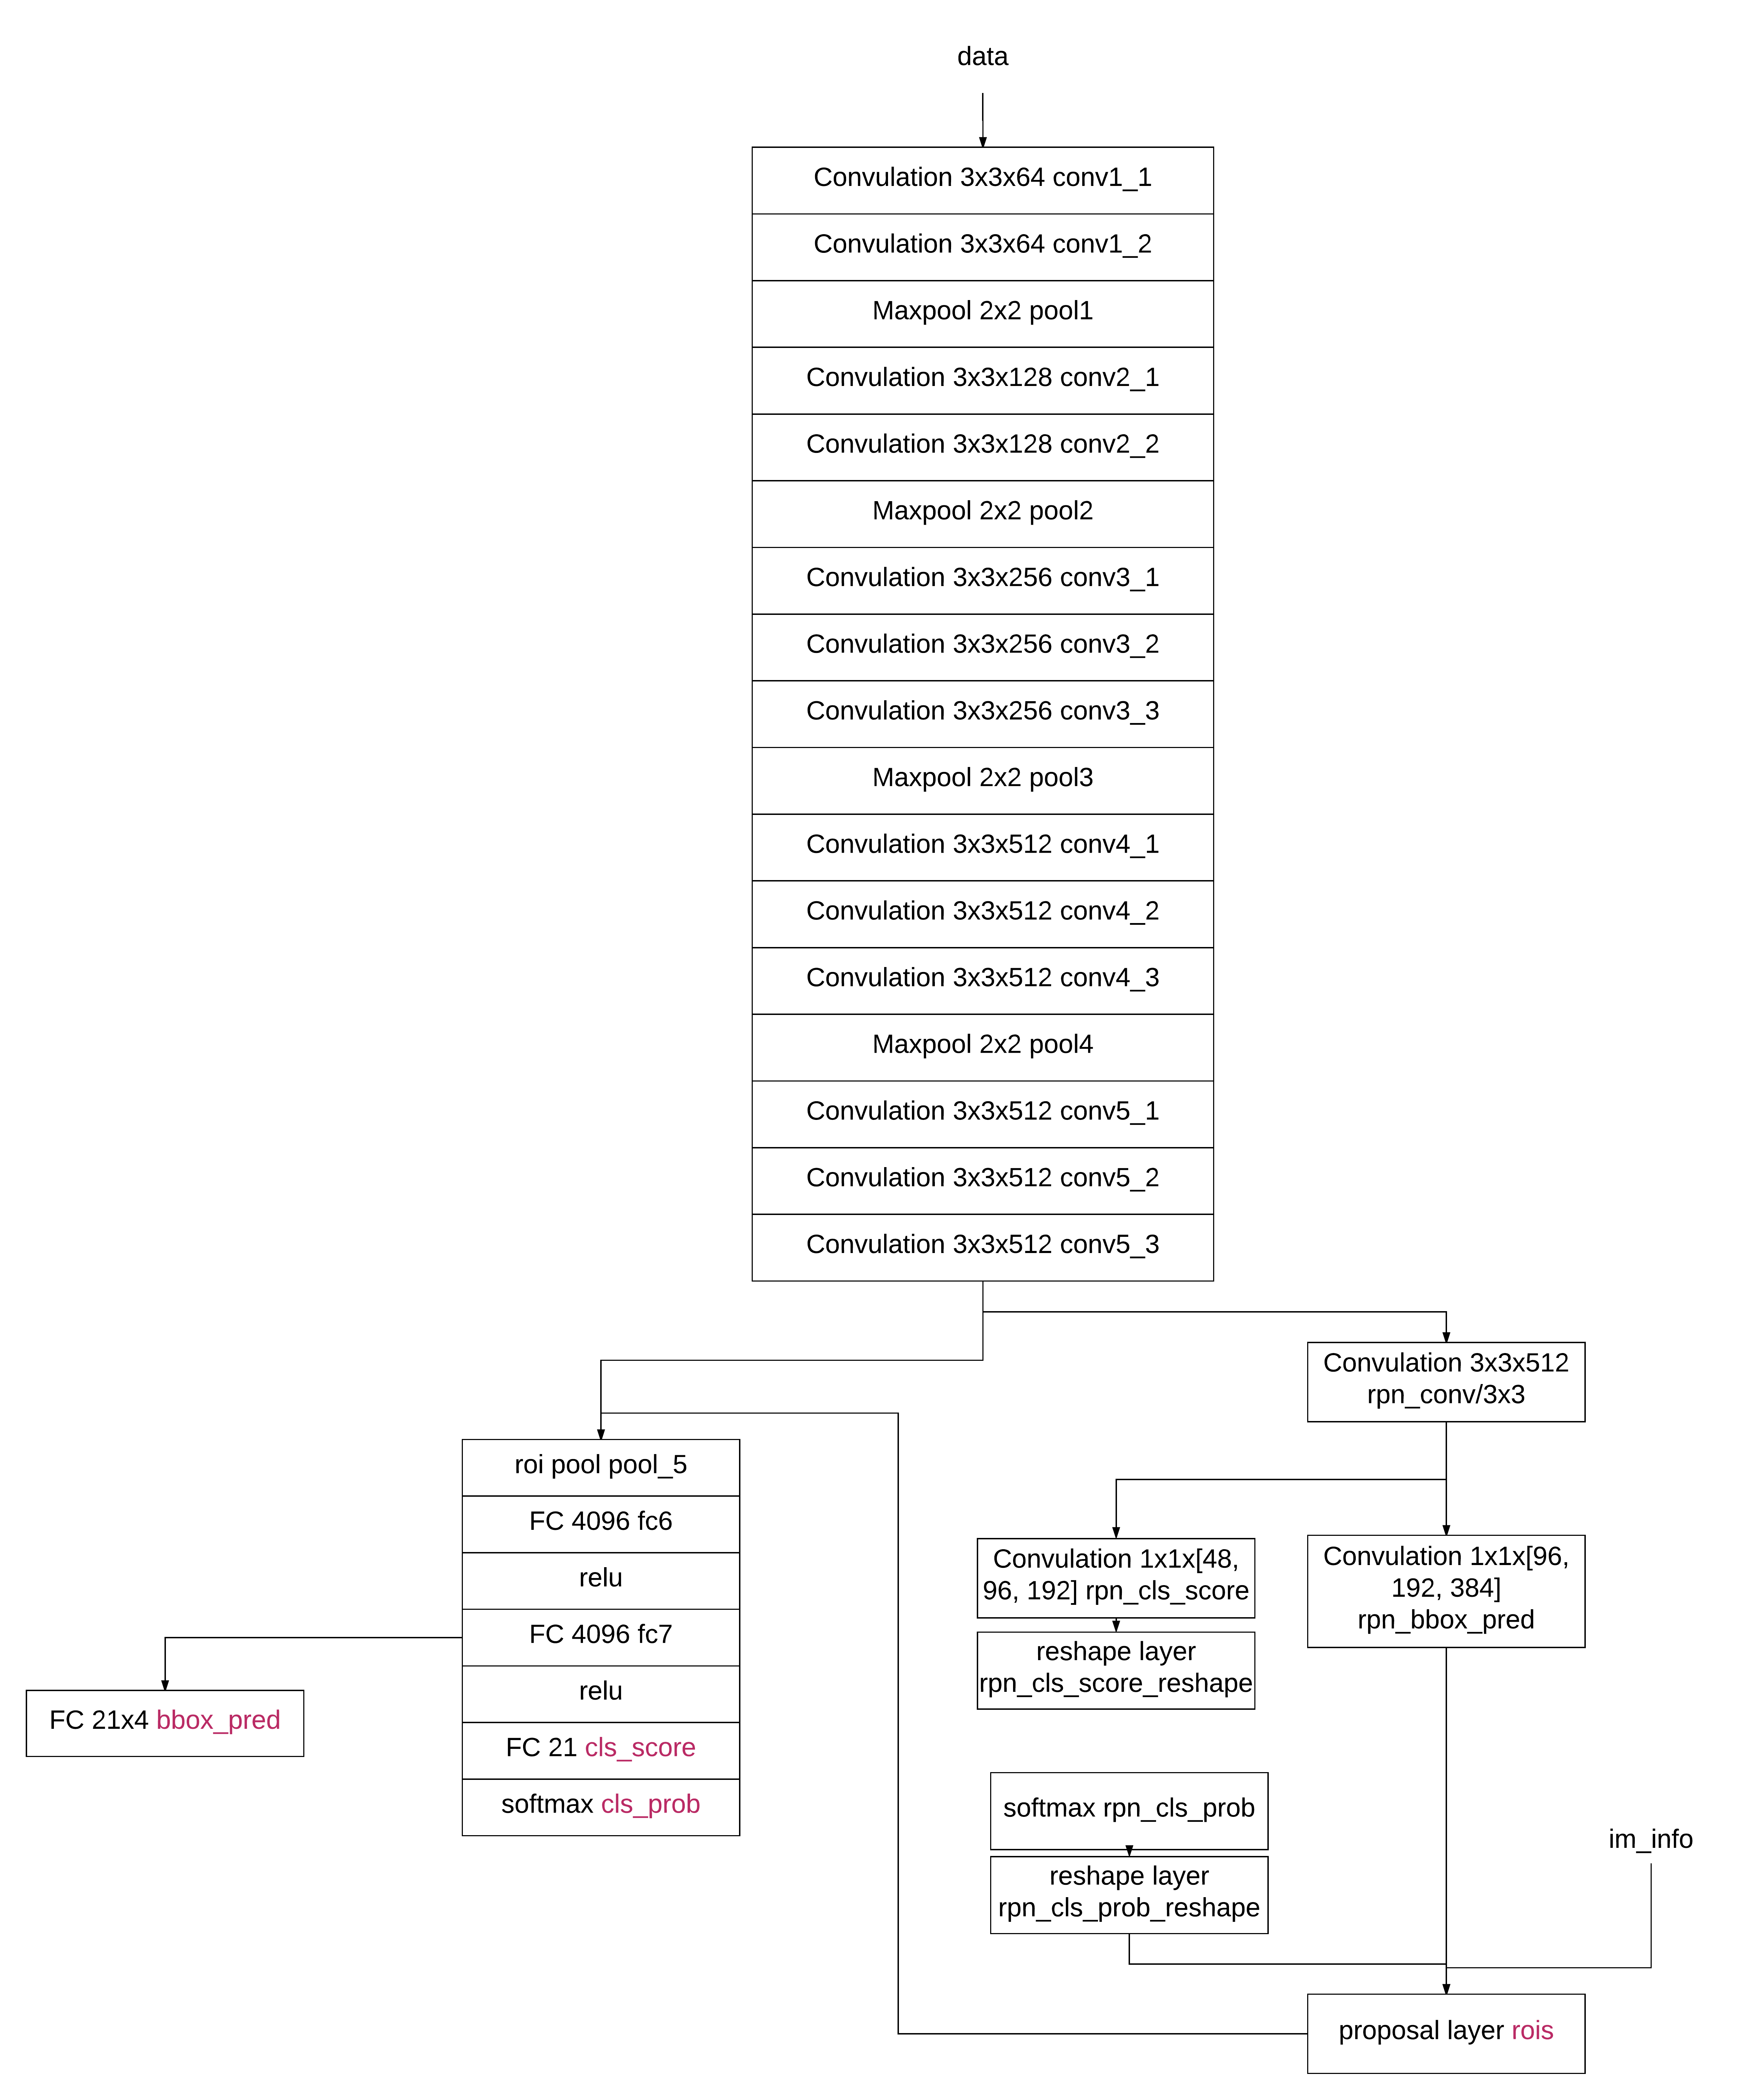 data
Convulation 3x3x64 conv1_1
Convulation 3x3x64 conv1_2
Maxpool 2x2 pool1
Convulation 3x3x128 conv2_1
Convulation 3x3x128 conv2_2
Maxpool 2x2 pool2
Convulation 3x3x256 conv3_1
Convulation 3x3x256 conv3_2
Convulation 3x3x256 conv3_3
Maxpool 2x2 pool3
Convulation 3x3x512 conv4_1
Convulation 3x3x512 conv4_2
Convulation 3x3x512 conv4_3
Maxpool 2x2 pool4
Convulation 3x3x512 conv5_1
Convulation 3x3x512 conv5_2
Convulation 3x3x512 conv5_3
Convulation 3x3x512
rpn_conv/3x3
roi pool pool_5
FC 4096 fc6
relu
FC 4096 fc7
relu
FC 21 cls_score
softmax cls_prob
FC 21x4 bbox_pred
Convulation 1x1x[48,
96, 192] rpn_cls_score
reshape layer
rpn_cls_score_reshape
Convulation 1x1x[96,
192, 384]
rpn_bbox_pred
softmax rpn_cls_prob
reshape layer
rpn_cls_prob_reshape
im_info
proposal layer rois